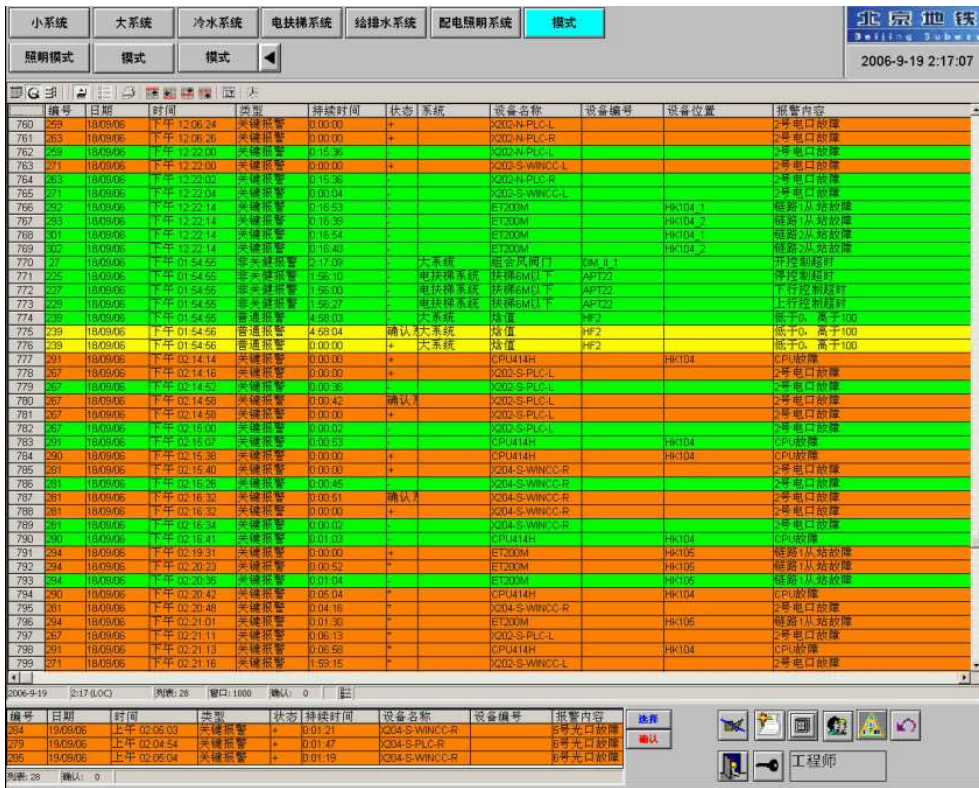 小系统 大系统 冷水系统 电扶梯系统 给排水系统 配电照明系统 模式
北京地铁
Beijing Subway
照明模式 模式 模式
2006-9-19 2:17:07
编号 日期 时间 类型 持续时间 状态 系统 设备名称 设备编号 设备位置 报警内容
760 259 18/09/06 下午 12:06:24 关键报警 0:00:00 + X202-N-PLC-L 2号电口故障
761 263 18/09/06 下午 12:06:26 关键报警 0:00:00 + X202-N-PLC-R 2号电口故障
762 259 18/09/06 下午 12:22:00 关键报警 0:15:36 - X202-N-PLC-L 2号电口故障
763 271 18/09/06 下午 12:22:00 关键报警 0:00:00 + X202-S-WINCC-L 2号电口故障
764 263 18/09/06 下午 12:22:02 关键报警 0:15:36 - X202-N-PLC-R 2号电口故障
765 271 18/09/06 下午 12:22:04 关键报警 0:00:04 - X202-S-WINCC-L 2号电口故障
766 292 18/09/06 下午 12:22:14 关键报警 0:16:53 - ET200M HK104_1 链路1从站故障
767 293 18/09/06 下午 12:22:14 关键报警 0:16:39 - ET200M HK104_2 链路1从站故障
768 301 18/09/06 下午 12:22:14 关键报警 0:16:54 - ET200M HK104_1 链路2从站故障
769 302 18/09/06 下午 12:22:14 关键报警 0:16:40 - ET200M HK104_2 链路2从站故障
770 27 18/09/06 下午 01:54:55 非关键报警 2:17:09 - 大系统 组合风阀门 DM_II_1 开控制超时
771 225 18/09/06 下午 01:54:55 非关键报警 1:56:10 - 电扶梯系统 扶梯6M以下 APT22 停控制超时
772 227 18/09/06 下午 01:54:55 非关键报警 1:56:00 - 电扶梯系统 扶梯6M以下 APT22 下行控制超时
773 229 18/09/06 下午 01:54:55 非关键报警 1:56:27 - 电扶梯系统 扶梯6M以下 APT22 上行控制超时
774 239 18/09/06 下午 01:54:55 普通报警 4:58:03 - 大系统 焓值 HF2 低于0，高于100
775 239 18/09/06 下午 01:54:56 普通报警 4:58:04 确认系 大系统 焓值 HF2 低于0，高于100
776 239 18/09/06 下午 01:54:56 普通报警 0:00:00 + 大系统 焓值 HF2 低于0，高于100
777 291 18/09/06 下午 02:14:14 关键报警 0:00:00 + CPU414H HK104 CPU故障
778 267 18/09/06 下午 02:14:16 关键报警 0:00:00 + X202-S-PLC-L 2号电口故障
779 267 18/09/06 下午 02:14:52 关键报警 0:00:36 - X202-S-PLC-L 2号电口故障
780 267 18/09/06 下午 02:14:58 关键报警 0:00:42 确认系 X202-S-PLC-L 2号电口故障
781 267 18/09/06 下午 02:14:58 关键报警 0:00:00 + X202-S-PLC-L 2号电口故障
782 267 18/09/06 下午 02:15:00 关键报警 0:00:02 - X202-S-PLC-L 2号电口故障
783 291 18/09/06 下午 02:15:07 关键报警 0:00:53 - CPU414H HK104 CPU故障
784 290 18/09/06 下午 02:15:38 关键报警 0:00:00 + CPU414H HK104 CPU故障
785 281 18/09/06 下午 02:15:40 关键报警 0:00:00 + X204-S-WINCC-R 2号电口故障
786 281 18/09/06 下午 02:16:26 关键报警 0:00:45 - X204-S-WINCC-R 2号电口故障
787 281 18/09/06 下午 02:16:32 关键报警 0:00:51 确认系 X204-S-WINCC-R 2号电口故障
788 281 18/09/06 下午 02:16:32 关键报警 0:00:00 + X204-S-WINCC-R 2号电口故障
789 281 18/09/06 下午 02:16:34 关键报警 0:00:02 - X204-S-WINCC-R 2号电口故障
790 290 18/09/06 下午 02:16:41 关键报警 0:01:03 - CPU414H HK104 CPU故障
791 294 18/09/06 下午 02:19:31 关键报警 0:00:00 + ET200M HK105 链路1从站故障
792 294 18/09/06 下午 02:20:23 关键报警 0:00:52 * ET200M HK105 链路1从站故障
793 294 18/09/06 下午 02:20:35 关键报警 0:01:04 - ET200M HK105 链路1从站故障
794 290 18/09/06 下午 02:20:42 关键报警 0:05:04 * CPU414H HK104 CPU故障
795 281 18/09/06 下午 02:20:48 关键报警 0:04:16 * X204-S-WINCC-R 2号电口故障
796 294 18/09/06 下午 02:21:01 关键报警 0:01:30 * ET200M HK105 链路1从站故障
797 267 18/09/06 下午 02:21:11 关键报警 0:06:13 * X202-S-PLC-L 2号电口故障
798 291 18/09/06 下午 02:21:13 关键报警 0:06:58 * CPU414H HK104 CPU故障
799 271 18/09/06 下午 02:21:16 关键报警 1:59:15 * X202-S-WINCC-L 2号电口故障
2006-9-19 2:17 (LOC) 列表: 28 窗口: 1000 确认: 0
编号 日期 时间 类型 状态 持续时间 设备名称 设备编号 报警内容 选择
284 19/09/06 上午 02:05:03 关键报警 + 0:01:21 X204-S-WINCC-R 5号光口故障
279 19/09/06 上午 02:04:54 关键报警 + 0:01:47 X204-S-PLC-R 6号光口故障 确认
285 19/09/06 上午 02:05:04 关键报警 + 0:01:19 X204-S-WINCC-R 6号光口故障
工程师
列表: 28 确认: 0